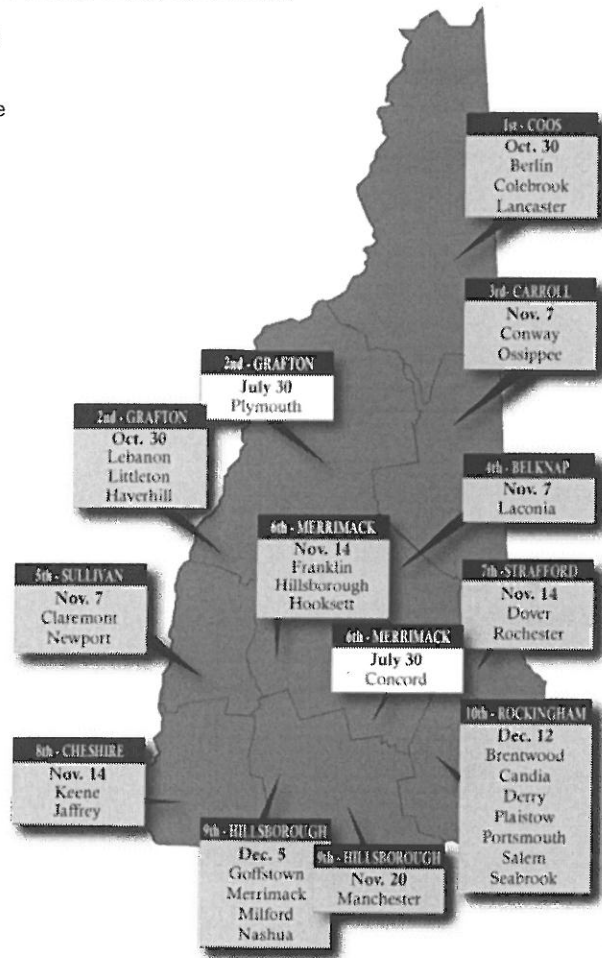 e
1st - COOS
Oct. 30
Berlin
Colebrook
Lancaster
3rd- CARROLL
Nov. 7
Conway
Ossippee
2nd - GRAFTON
July 30
Plymouth
2nd - GRAFTON
Oct. 30
Lebanon
Littleton
Haverhill
4th - BELKNAP
Nov. 7
Laconia
6th - MERRIMACK
Nov. 14
Franklin
Hillsborough
Hooksett
5th - SULLIVAN
Nov. 7
Claremont
Newport
7th - STRAFFORD
Nov. 14
Dover
Rochester
6th - MERRIMACK
July 30
Concord
10th - ROCKINGHAM
Dec. 12
Brentwood
Candia
Derry
Plaistow
Portsmouth
Salem
Seabrook
8th - CHESHIRE
Nov. 14
Keene
Jaffrey
9th - HILLSBOROUGH
Dec. 5
Goffstown
Merrimack
Milford
Nashua
9th - HILLSBOROUGH
Nov. 20
Manchester